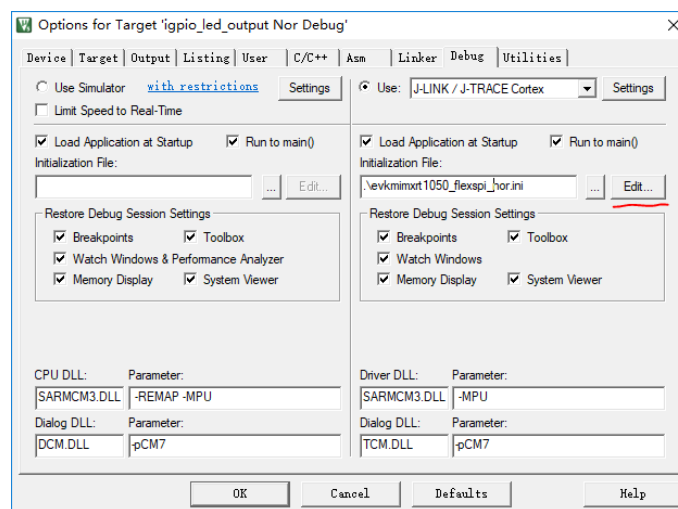 Options for Target 'igpio_led_output Nor Debug'
Device | Target | Output | Listing | User | C/C++ | Asm | Linker | Debug | Utilities
Use Simulator with restrictions Settings
Limit Speed to Real-Time
Load Application at Startup Run to main()
Initialization File:
... Edit...
Restore Debug Session Settings
Breakpoints Toolbox
Watch Windows & Performance Analyzer
Memory Display System Viewer
CPU DLL: Parameter:
SARMCM3.DLL -REMAP -MPU
Dialog DLL: Parameter:
DCM.DLL -pCM7
Use: J-LINK / J-TRACE Cortex Settings
Load Application at Startup Run to main()
Initialization File:
.\evkmimxrt1050_flexspi_nor.ini ... Edit...
Restore Debug Session Settings
Breakpoints Toolbox
Watch Windows
Memory Display System Viewer
Driver DLL: Parameter:
SARMCM3.DLL -MPU
Dialog DLL: Parameter:
TCM.DLL -pCM7
OK Cancel Defaults Help